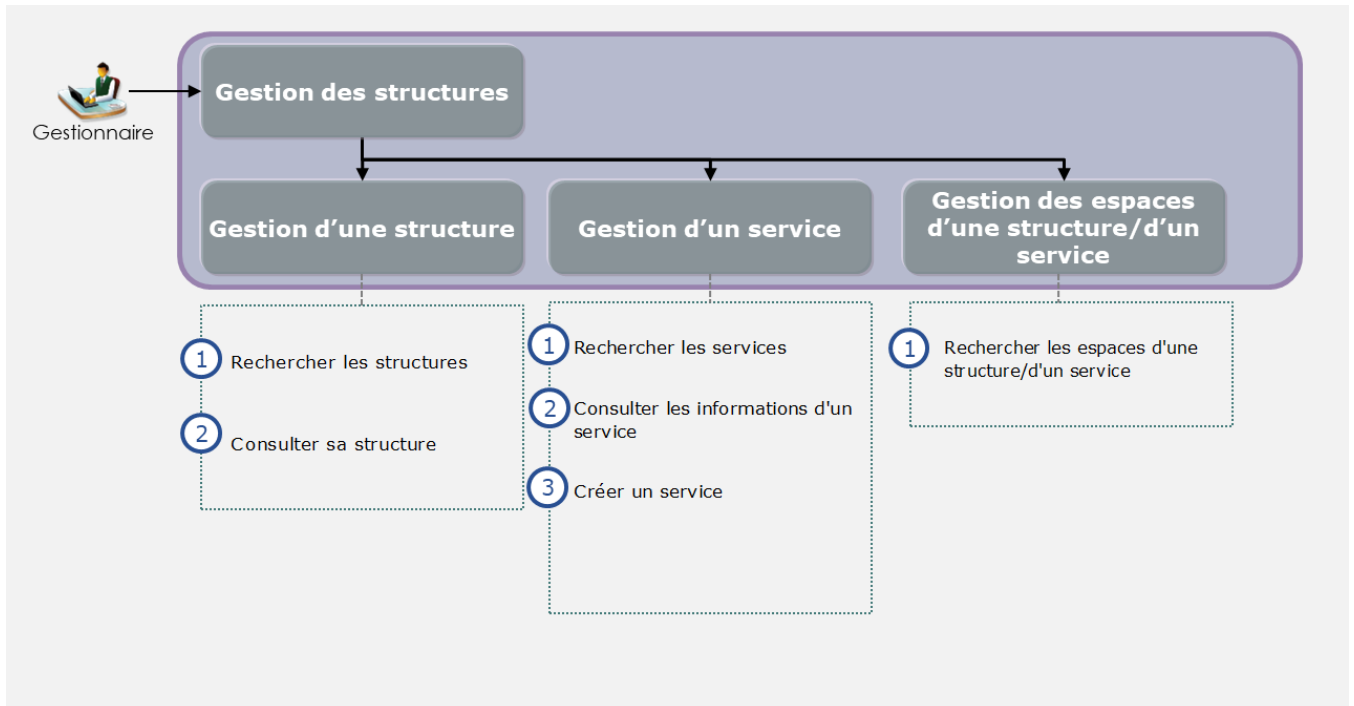 Gestionnaire
Gestion des structures
Gestion d’une structure
Gestion d’un service
Gestion des espaces
d’une structure/d’un
service
1
Rechercher les structures
2
Consulter sa structure
1
Rechercher les services
2
Consulter les informations d'un
service
3
Créer un service
1
Rechercher les espaces d'une
structure/d'un service